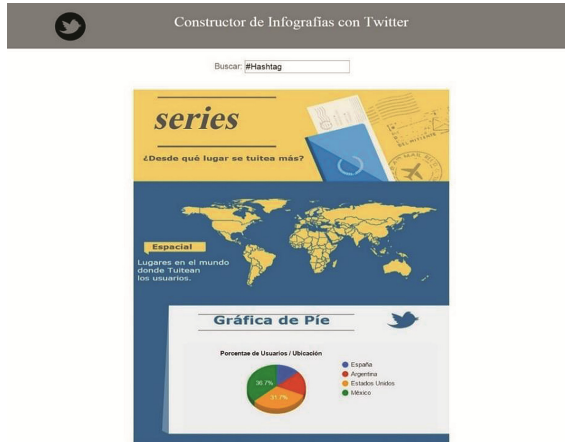 Constructor de Infografías con Twitter
Buscar: #Hashtag
series
¿Desde qué lugar se tuitea más?
Espacial
Lugares en el mundo
donde Tuitean
los usuarios.
Gráfica de Píe
Porcentae de Usuarios / Ubicación
España
Argentina
Estados Unidos
México
36.7%
31.7%